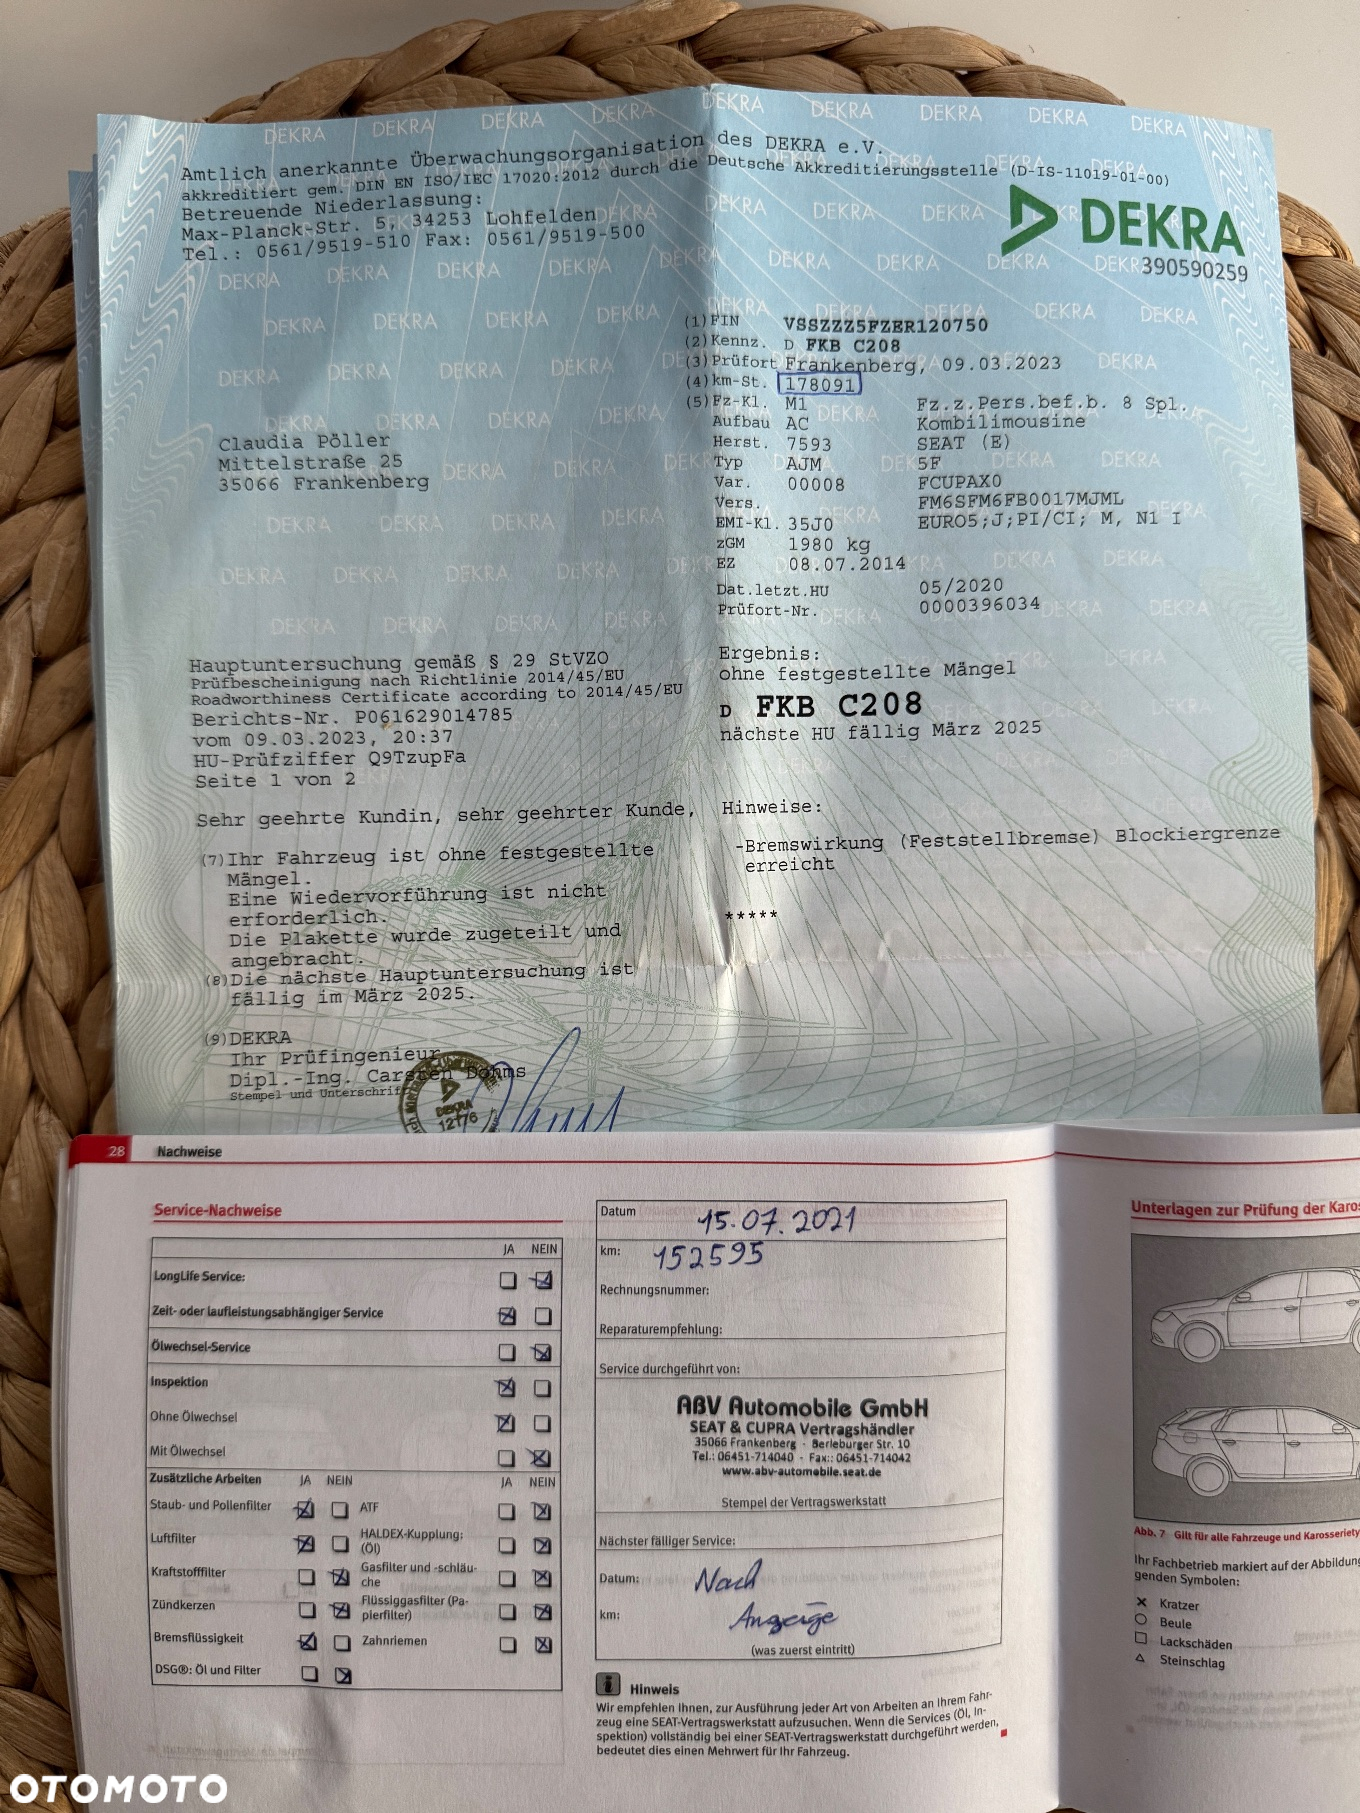 Amtlich anerkannte Überwachungsorganisation des DEKRA e.V.
akkreditiert gem. DIN EN ISO/IEC 17020:2012 durch die Deutsche Akkreditierungsstelle (D-IS-11019-01-00)
Betreuende Niederlassung:
Max-Planck-Str. 5, 34253 Lohfelden
Tel.: 0561/9519-510 Fax: 0561/9519-500
DEKRA
390590259
(1) FIN VSSZZZ5FZER120750
(2) Kennz. D FKB C208
(3) Prüfort Frankenberg, 09.03.2023
(4) km-St. 178091
(5) Fz-Kl. M1 Fz.z.Pers.bef.b. 8 Spl.
Aufbau AC Kombilimousine
Herst. 7593 SEAT (E)
Typ AJM 5F
Var. 00008 FCUPAX0
Vers. FM6SFM6FB0017MJML
EMI-Kl. 35J0 EURO5;J;PI/CI; M, N1 I
zGM 1980 kg
EZ 08.07.2014
Dat.letzt.HU 05/2020
Prüfort-Nr. 0000396034
Claudia Pöller
Mittelstraße 25
35066 Frankenberg
Hauptuntersuchung gemäß § 29 StVZO
Prüfbescheinigung nach Richtlinie 2014/45/EU
Roadworthiness Certificate according to 2014/45/EU
Berichts-Nr. P061629014785
vom 09.03.2023, 20:37
HU-Prüfziffer Q9TzupFa
Seite 1 von 2
Ergebnis:
ohne festgestellte Mängel
D FKB C208
nächste HU fällig März 2025
Sehr geehrte Kundin, sehr geehrter Kunde,
(7) Ihr Fahrzeug ist ohne festgestellte
Mängel.
Eine Wiedervorführung ist nicht
erforderlich.
Die Plakette wurde zugeteilt und
angebracht.
(8) Die nächste Hauptuntersuchung ist
fällig im März 2025.
Hinweise:
-Bremswirkung (Feststellbremse) Blockiergrenze
erreicht
*****
(9) DEKRA
Ihr Prüfingenieur
Dipl.-Ing. Carsten Dohms
Stempel und Unterschrift
DEKRA
12776
28 Nachweise
Service-Nachweise
JA NEIN
LongLife Service:
Zeit- oder laufleistungsabhängiger Service
Ölwechsel-Service
Inspektion
Ohne Ölwechsel
Mit Ölwechsel
Zusätzliche Arbeiten JA NEIN JA NEIN
Staub- und Pollenfilter ATF
Luftfilter HALDEX-Kupplung:
(Öl)
Kraftstofffilter Gasfilter und -schläu-
che
Zündkerzen Flüssiggasfilter (Pa-
pierfilter)
Bremsflüssigkeit Zahnriemen
DSG®: Öl und Filter
Datum 15.07.2021
km: 152595
Rechnungsnummer:
Reparaturempfehlung:
Service durchgeführt von:
ABV Automobile GmbH
SEAT & CUPRA Vertragshändler
35066 Frankenberg · Berleburger Str. 10
Tel.: 06451-714040 · Fax:: 06451-714042
www.abv-automobile.seat.de
Stempel der Vertragswerkstatt
Nächster fälliger Service:
Datum: Nach
km: Anzeige
(was zuerst eintritt)
Hinweis
Wir empfehlen Ihnen, zur Ausführung jeder Art von Arbeiten an Ihrem Fahr-
zeug eine SEAT-Vertragswerkstatt aufzusuchen. Wenn die Services (Öl, In-
spektion) vollständig bei einer SEAT-Vertragswerkstatt durchgeführt werden,
bedeutet dies einen Mehrwert für Ihr Fahrzeug.
Unterlagen zur Prüfung der Karos
Abb. 7 Gilt für alle Fahrzeuge und Karosseriety
Ihr Fachbetrieb markiert auf der Abbildung
genden Symbolen:
Kratzer
Beule
Lackschäden
Steinschlag
OTOMOTO